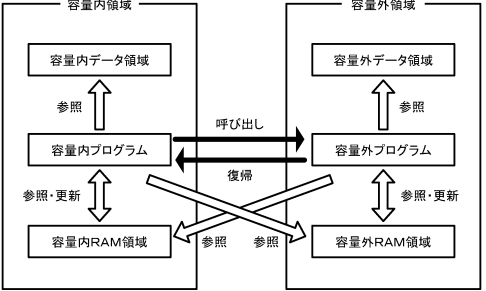 容量内領域
容量外領域
容量内データ領域
容量外データ領域
参照
参照
呼び出し
容量内プログラム
容量外プログラム
復帰
参照・更新
参照・更新
容量内RAM領域
参照
参照
容量外RAM領域